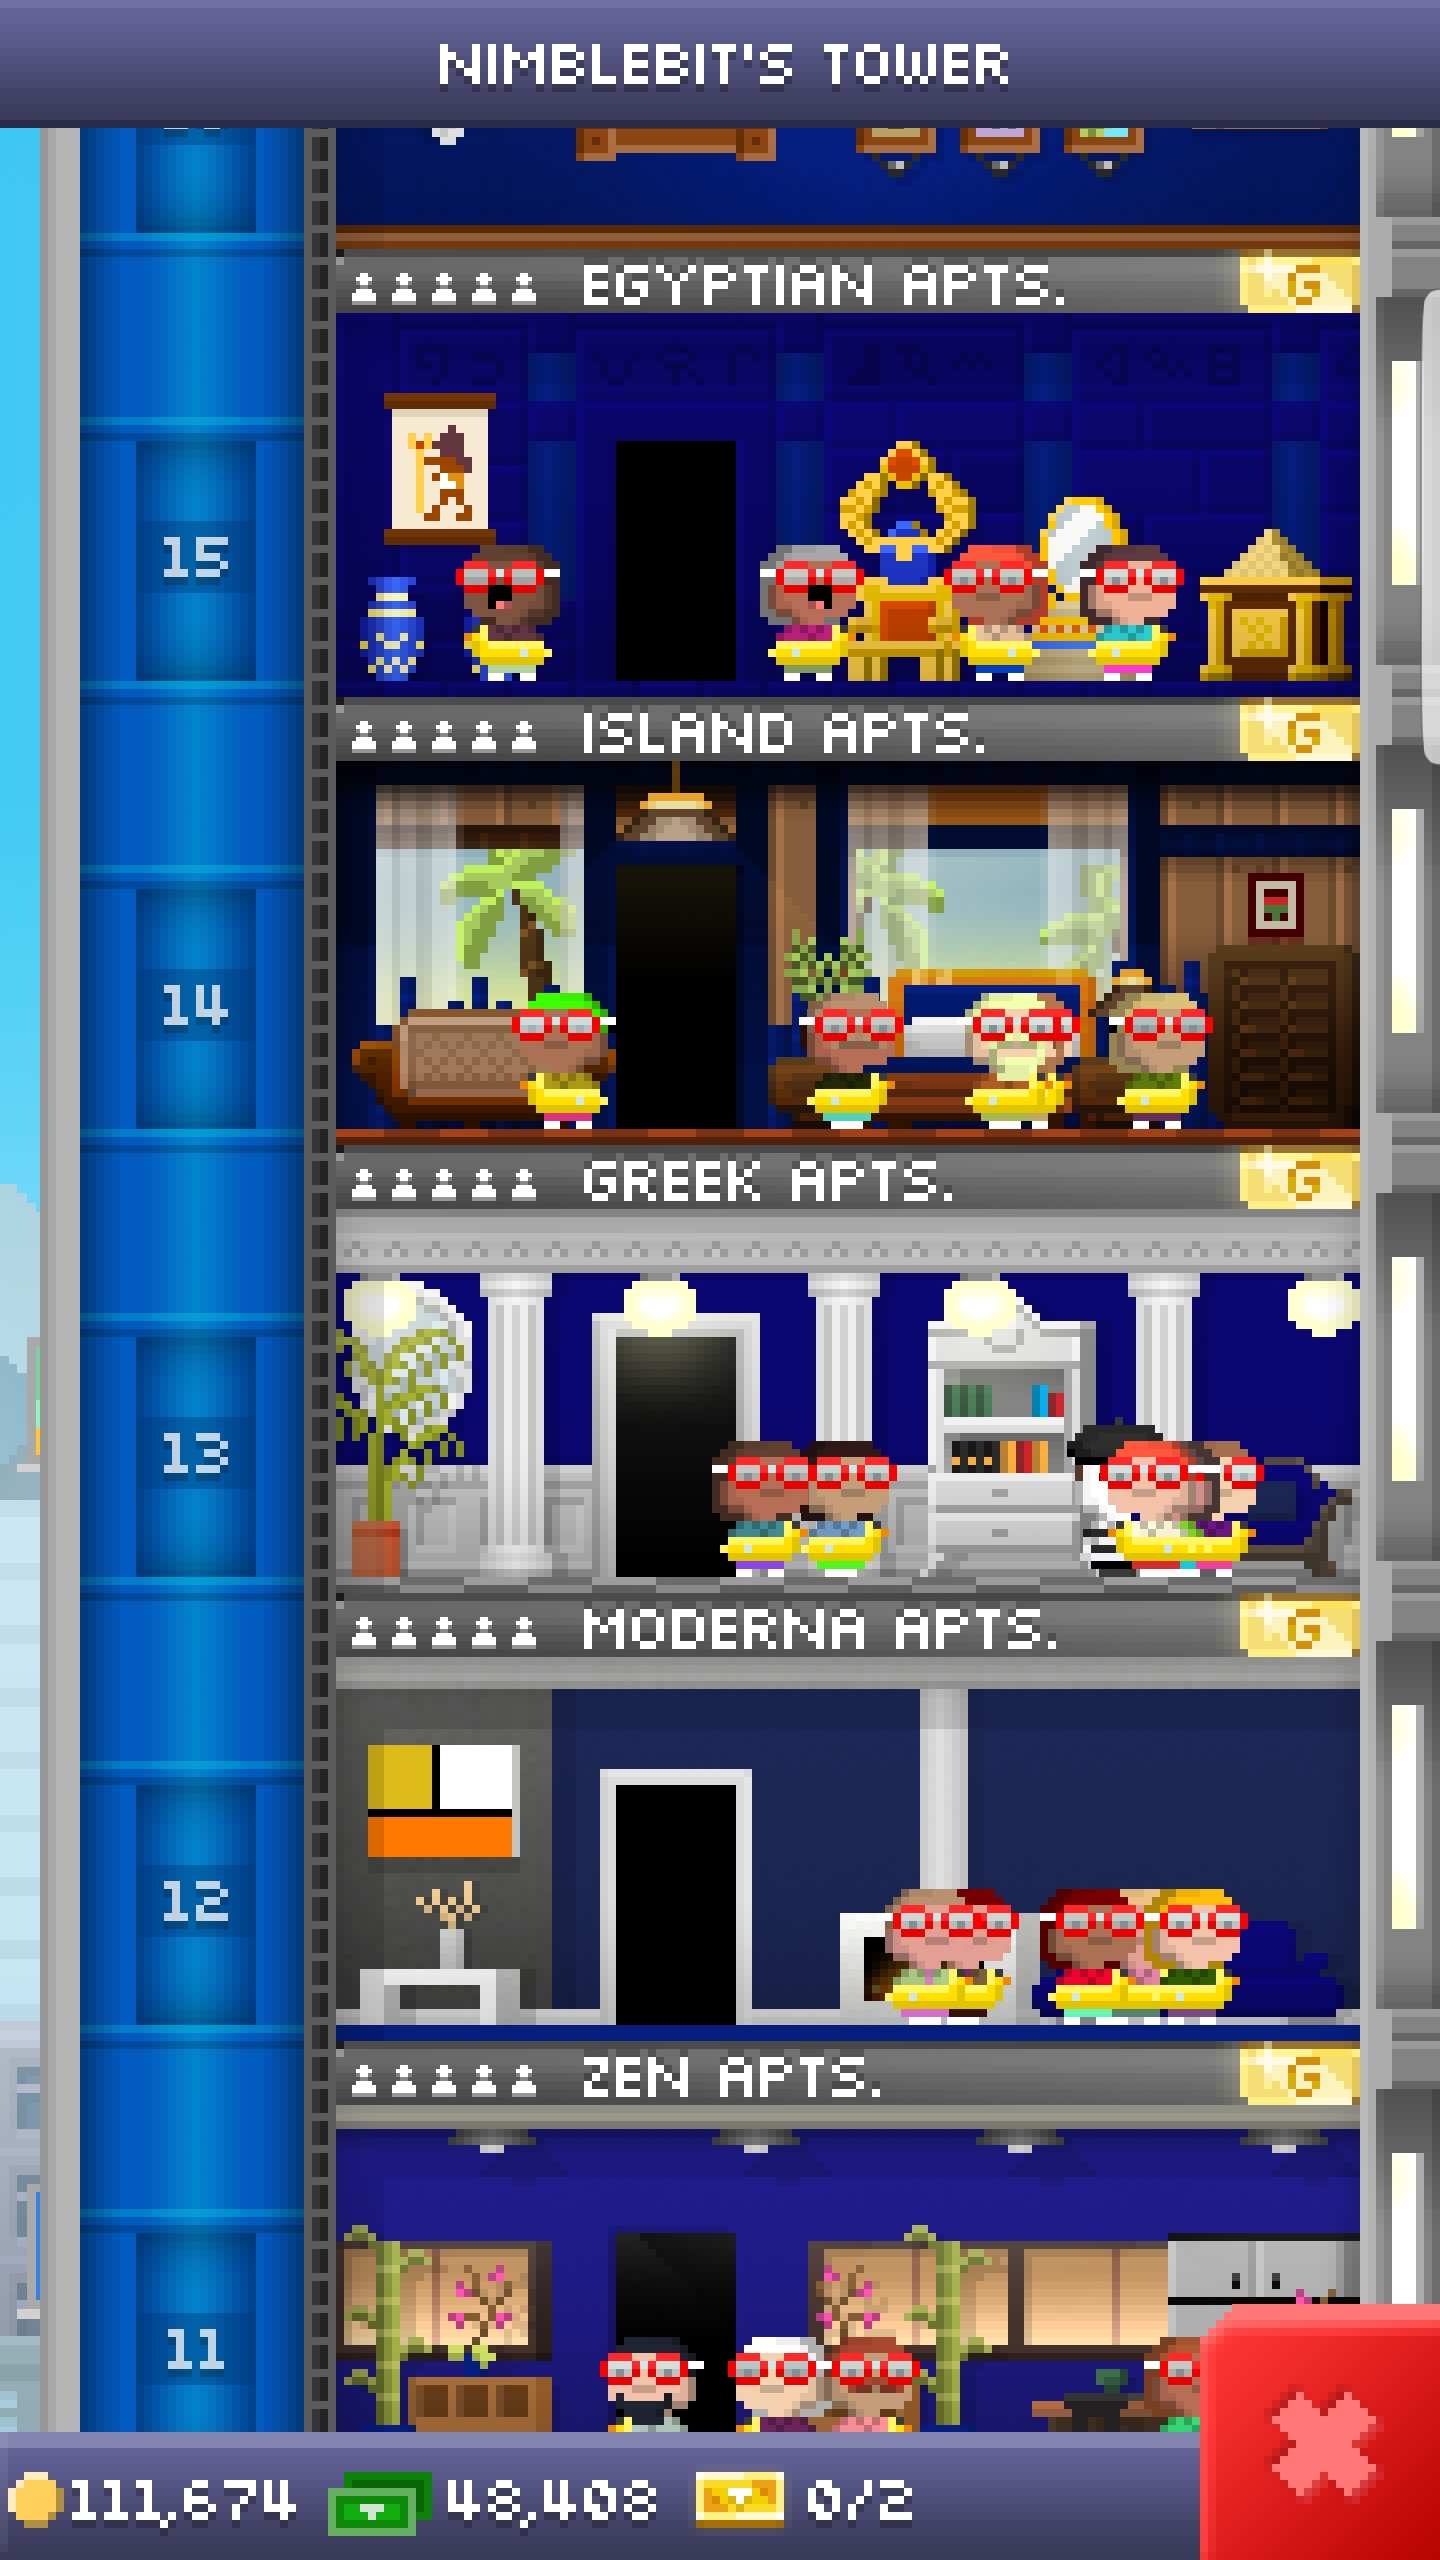 NIMBLEBIT'S TOWER
EGYPTIAN APTS. G
15
ISLAND APTS. G
14
GREEK APTS. G
13
MODERNA APTS. G
12
ZEN APTS. G
11
111,674 48,408 0/2